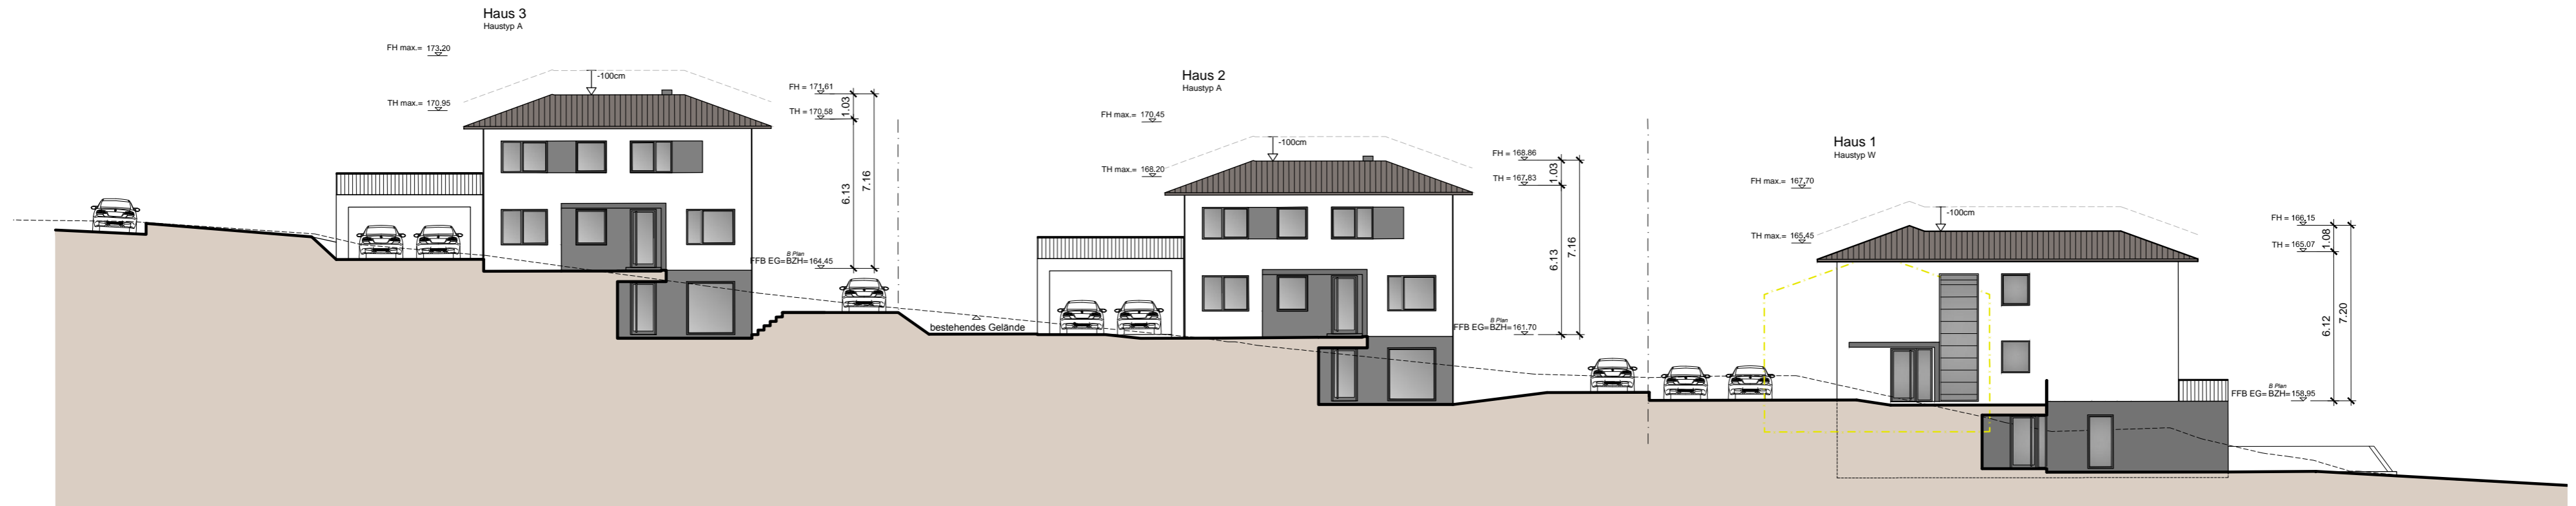 Haus 3
Haustyp A
FH max.= 173.20
-100cm
FH = 171.61
TH max.= 170.95
TH = 170.58
1.03
6.13
7.16
B Plan
FFB EG=BZH=164.45
bestehendes Gelände
Haus 2
Haustyp A
FH max.= 170.45
-100cm
FH = 168.86
TH max.= 168.20
TH = 167.83
1.03
6.13
7.16
B Plan
FFB EG=BZH=161.70
Haus 1
Haustyp W
FH max.= 167.70
-100cm
FH = 166.15
TH max.= 165.45
TH = 165.07
1.08
6.12
7.20
B Plan
FFB EG= BZH=158.95